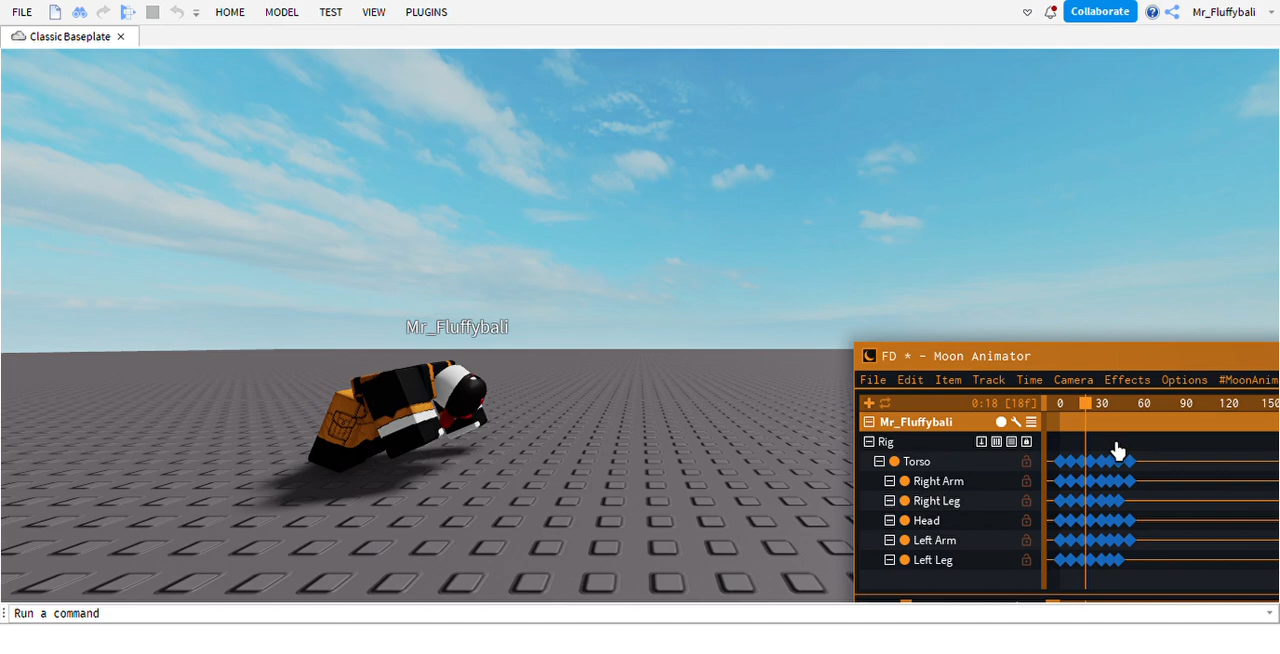 FILE HOME MODEL TEST VIEW PLUGINS Collaborate Mr_Fluffybali
Classic Baseplate
Mr_Fluffybali
FD * - Moon Animator
File Edit Item Track Time Camera Effects Options #MoonAnim
0:18 [18f] 0 30 60 90 120 150
Mr_Fluffybali
Rig
Torso
Right Arm
Right Leg
Head
Left Arm
Left Leg
Run a command